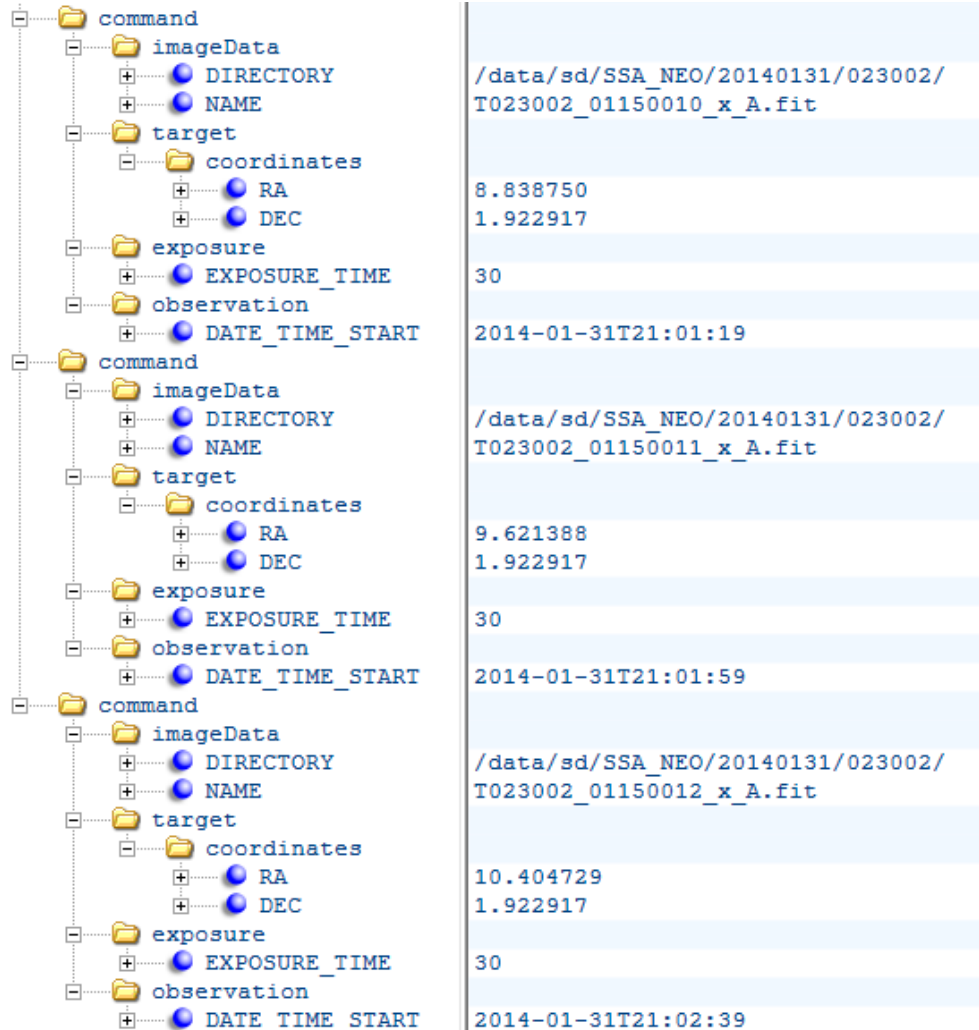 command
imageData
DIRECTORY /data/sd/SSA_NEO/20140131/023002/
NAME T023002_01150010_x_A.fit
target
coordinates
RA 8.838750
DEC 1.922917
exposure
EXPOSURE_TIME 30
observation
DATE_TIME_START 2014-01-31T21:01:19
command
imageData
DIRECTORY /data/sd/SSA_NEO/20140131/023002/
NAME T023002_01150011_x_A.fit
target
coordinates
RA 9.621388
DEC 1.922917
exposure
EXPOSURE_TIME 30
observation
DATE_TIME_START 2014-01-31T21:01:59
command
imageData
DIRECTORY /data/sd/SSA_NEO/20140131/023002/
NAME T023002_01150012_x_A.fit
target
coordinates
RA 10.404729
DEC 1.922917
exposure
EXPOSURE_TIME 30
observation
DATE_TIME_START 2014-01-31T21:02:39